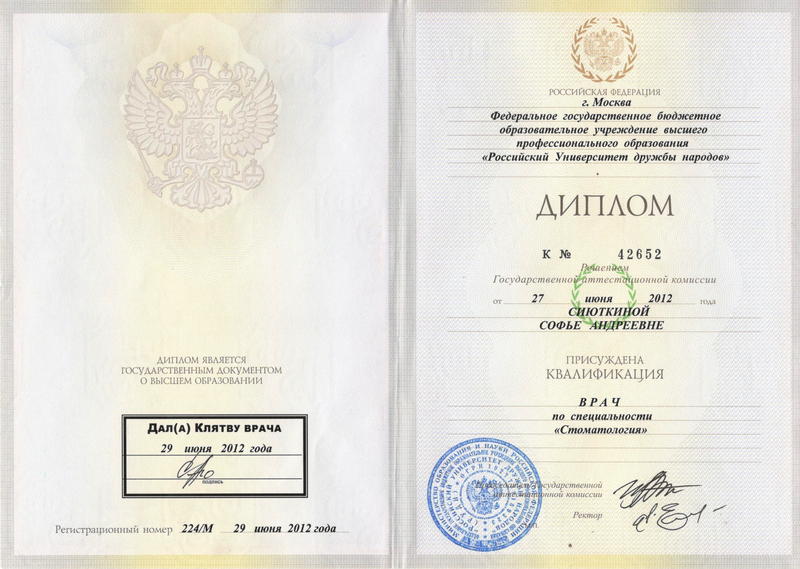 ДИПЛОМ ЯВЛЯЕТСЯ
ГОСУДАРСТВЕННЫМ ДОКУМЕНТОМ
О ВЫСШЕМ ОБРАЗОВАНИИ
ДАЛ(А) КЛЯТВУ ВРАЧА
29 июня 2012 года
подпись
Регистрационный номер 224/М 29 июня 2012 года
РОССИЙСКАЯ ФЕДЕРАЦИЯ
г. Москва
Федеральное государственное бюджетное
образовательное учреждение высшего
профессионального образования
«Российский Университет дружбы народов»
ДИПЛОМ
К № 42652
Решением
Государственной аттестационной комиссии
от 27 июня 2012 года
СИЮТКИНОЙ
СОФЬЕ АНДРЕЕВНЕ
ПРИСУЖДЕНА
КВАЛИФИКАЦИЯ
ВРАЧ
по специальности
«Стоматология»
Председатель Государственной
аттестационной комиссии
Ректор